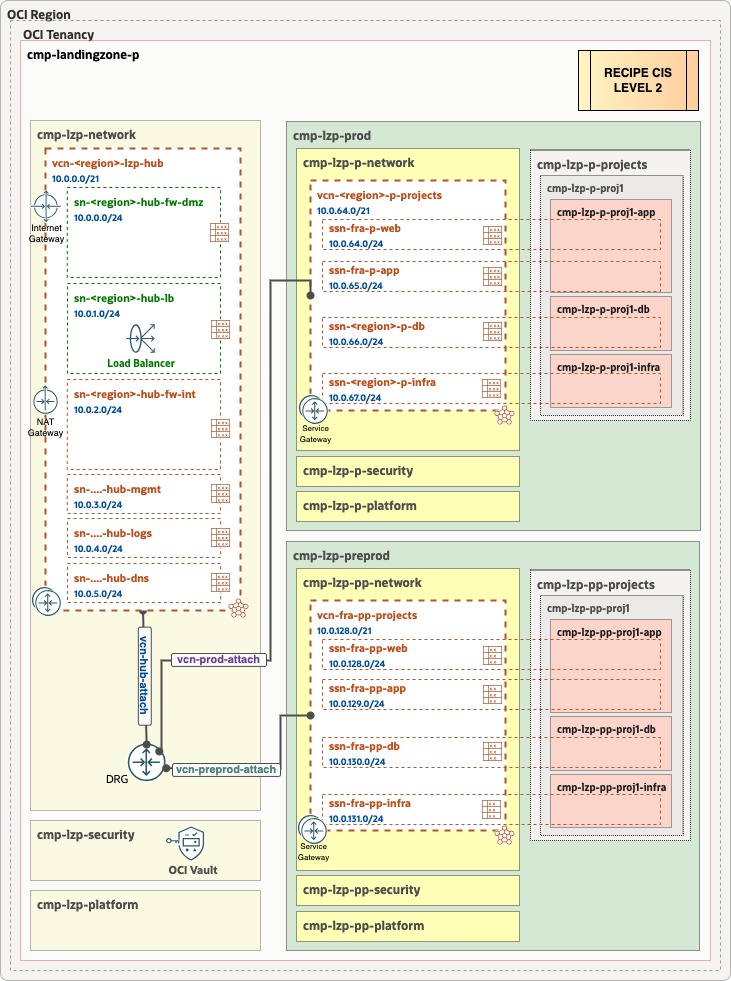 OCI Region
OCI Tenancy
cmp-landingzone-p
RECIPE CIS
LEVEL 2
cmp-lzp-network
vcn-<region>-lzp-hub
10.0.0.0/21
sn-<region>-hub-fw-dmz
10.0.0.0/24
Internet
Gateway
sn-<region>-hub-lb
10.0.1.0/24
Load Balancer
sn-<region>-hub-fw-int
10.0.2.0/24
NAT
Gateway
sn-....-hub-mgmt
10.0.3.0/24
sn-....-hub-logs
10.0.4.0/24
sn-....-hub-dns
10.0.5.0/24
vcn-hub-attach
vcn-prod-attach
vcn-preprod-attach
DRG
cmp-lzp-security
OCI Vault
cmp-lzp-platform
cmp-lzp-prod
cmp-lzp-p-network
vcn-<region>-p-projects
10.0.64.0/21
ssn-fra-p-web
10.0.64.0/24
ssn-fra-p-app
10.0.65.0/24
ssn-<region>-p-db
10.0.66.0/24
ssn-<region>-p-infra
10.0.67.0/24
Service
Gateway
cmp-lzp-p-security
cmp-lzp-p-platform
cmp-lzp-p-projects
cmp-lzp-p-proj1
cmp-lzp-p-proj1-app
cmp-lzp-p-proj1-db
cmp-lzp-p-proj1-infra
cmp-lzp-preprod
cmp-lzp-pp-network
vcn-fra-pp-projects
10.0.128.0/21
ssn-fra-pp-web
10.0.128.0/24
ssn-fra-pp-app
10.0.129.0/24
ssn-fra-pp-db
10.0.130.0/24
ssn-fra-pp-infra
10.0.131.0/24
Service
Gateway
cmp-lzp-pp-security
cmp-lzp-pp-platform
cmp-lzp-pp-projects
cmp-lzp-pp-proj1
cmp-lzp-pp-proj1-app
cmp-lzp-pp-proj1-db
cmp-lzp-pp-proj1-infra